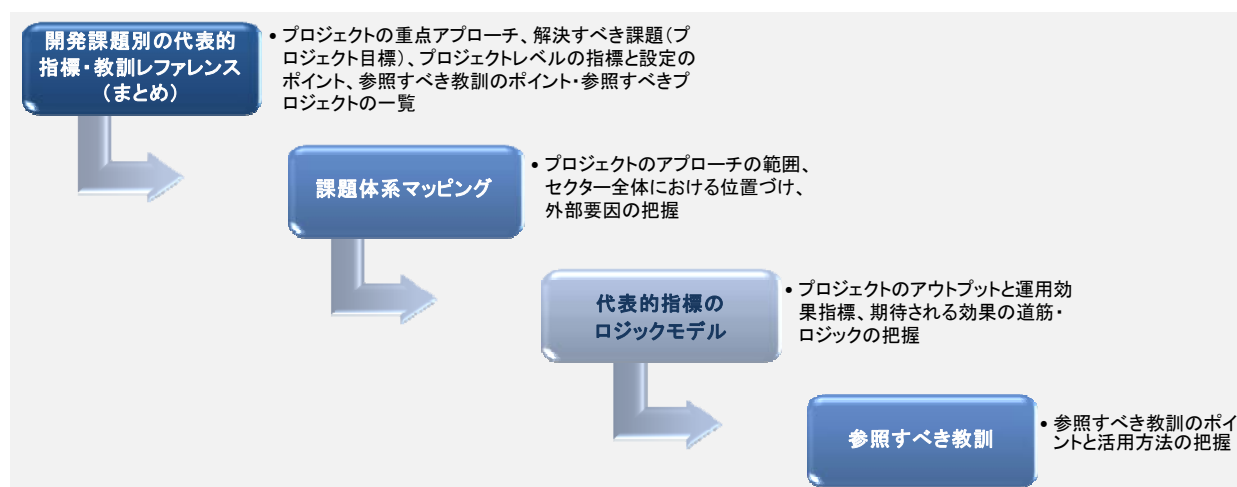 開発課題別の代表的
指標・教訓レファレンス
(まとめ)
• プロジェクトの重点アプローチ、解決すべき課題(プ
ロジェクト目標)、プロジェクトレベルの指標と設定の
ポイント、参照すべき教訓のポイント・参照すべきプ
ロジェクトの一覧
課題体系マッピング
• プロジェクトのアプローチの範囲、
セクター全体における位置づけ、
外部要因の把握
代表的指標の
ロジックモデル
• プロジェクトのアウトプットと運用効
果指標、期待される効果の道筋・
ロジックの把握
参照すべき教訓
• 参照すべき教訓のポイ
ントと活用方法の把握